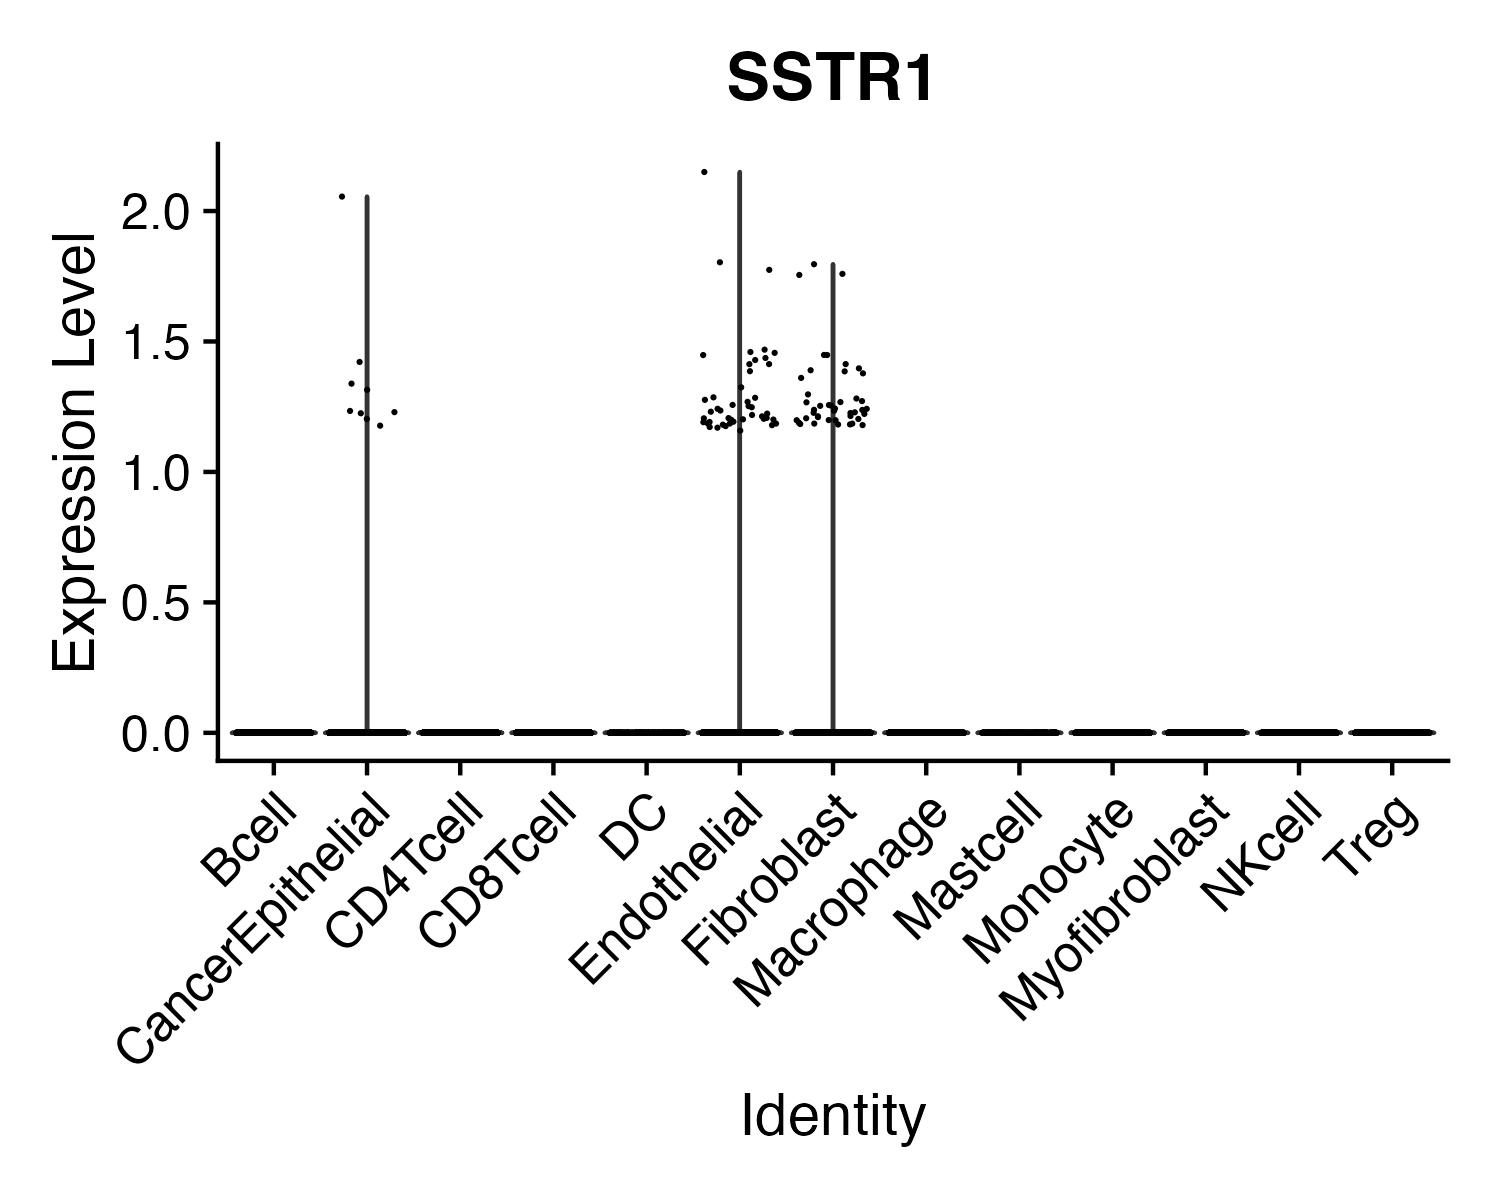 SSTR1
Expression Level
2.0
1.5
1.0
0.5
0.0
Bcell
CancerEpithelial
CD4Tcell
CD8Tcell
DC
Endothelial
Fibroblast
Macrophage
Mastcell
Monocyte
Myofibroblast
NKcell
Treg
Identity